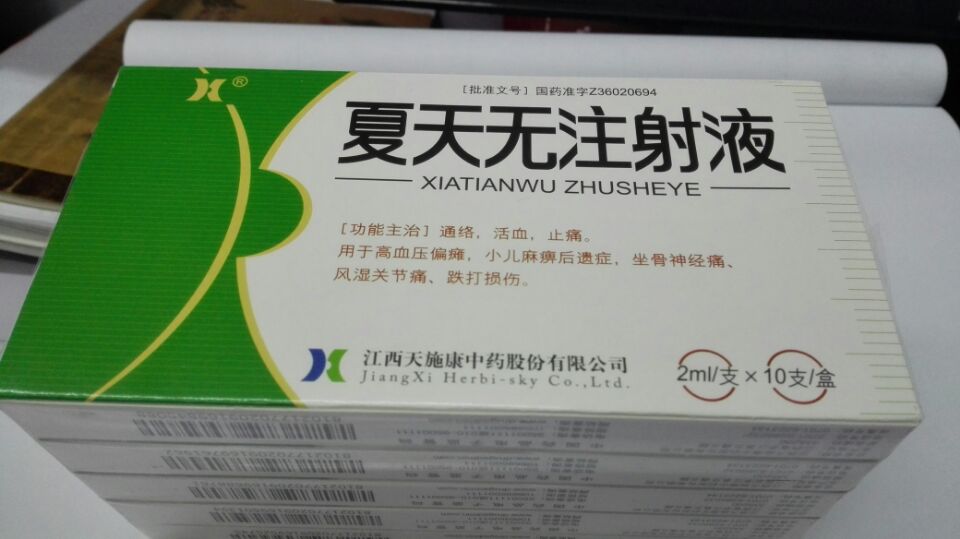 ®
[批准文号] 国药准字Z36020694
夏天无注射液
XIATIANWU ZHUSHEYE
[功能主治] 通络，活血，止痛。
用于高血压偏瘫，小儿麻痹后遗症，坐骨神经痛、
风湿关节痛、跌打损伤。
江西天施康中药股份有限公司
JiangXi Herbi-sky Co.,Ltd.
2ml/支×10支/盒